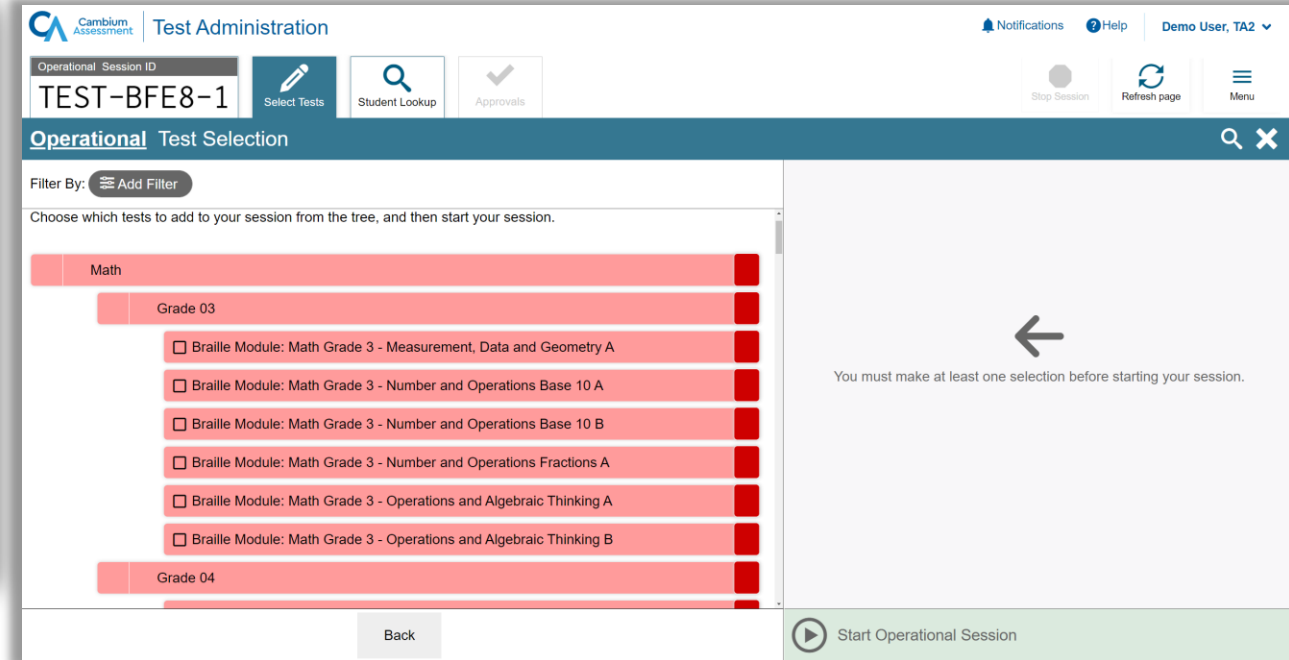 Cambium Assessment
Test Administration
Notifications
Help
Demo User, TA2
Operational Session ID
TEST-BFE8-1
Select Tests
Student Lookup
Approvals
Stop Session
Refresh page
Menu
Operational Test Selection
Filter By: Add Filter
Choose which tests to add to your session from the tree, and then start your session.
Math
Grade 03
Braille Module: Math Grade 3 - Measurement, Data and Geometry A
Braille Module: Math Grade 3 - Number and Operations Base 10 A
Braille Module: Math Grade 3 - Number and Operations Base 10 B
Braille Module: Math Grade 3 - Number and Operations Fractions A
Braille Module: Math Grade 3 - Operations and Algebraic Thinking A
Braille Module: Math Grade 3 - Operations and Algebraic Thinking B
Grade 04
You must make at least one selection before starting your session.
Back
Start Operational Session